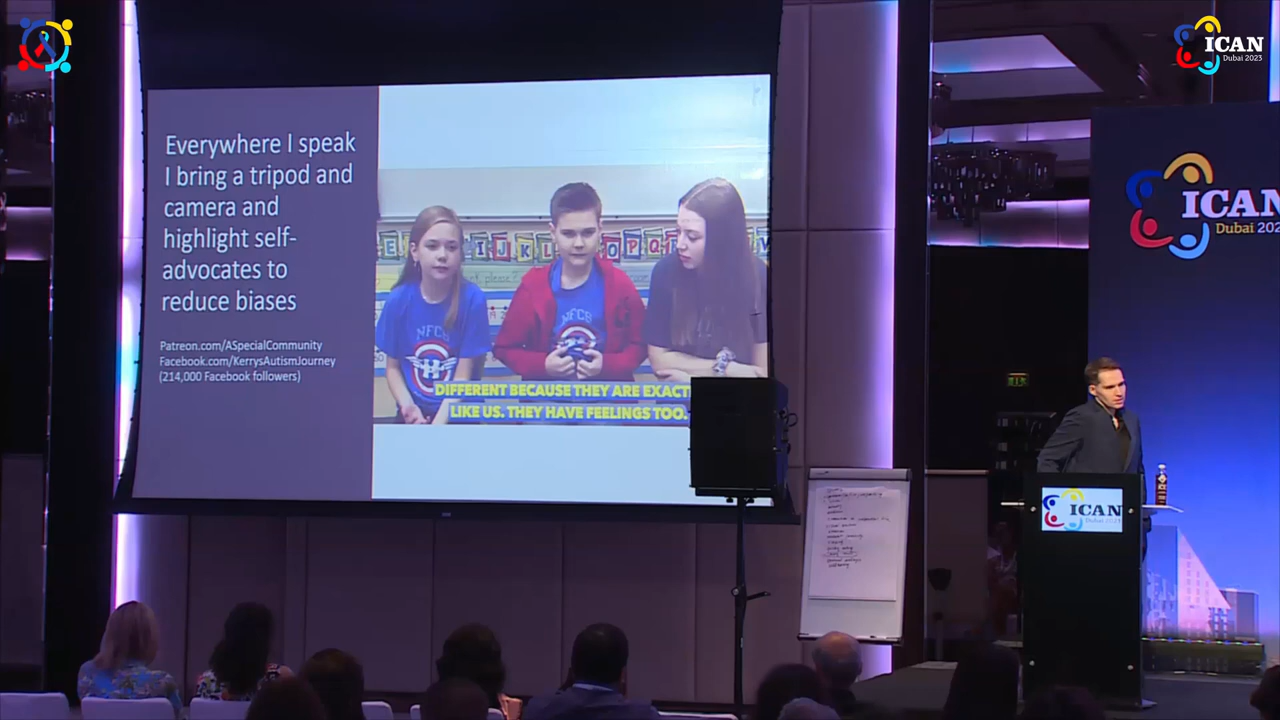 ICAN
Dubai 2023
Everywhere I speak
I bring a tripod and
camera and
highlight self-
advocates to
reduce biases
Patreon.com/ASpecialCommunity
Facebook.com/KerrysAutismJourney
(214,000 Facebook followers)
NFCS
NFCS
DIFFERENT BECAUSE THEY ARE EXACT
LIKE US. THEY HAVE FEELINGS TOO.
ICAN
Dubai 202
ICAN
Dubai 2023